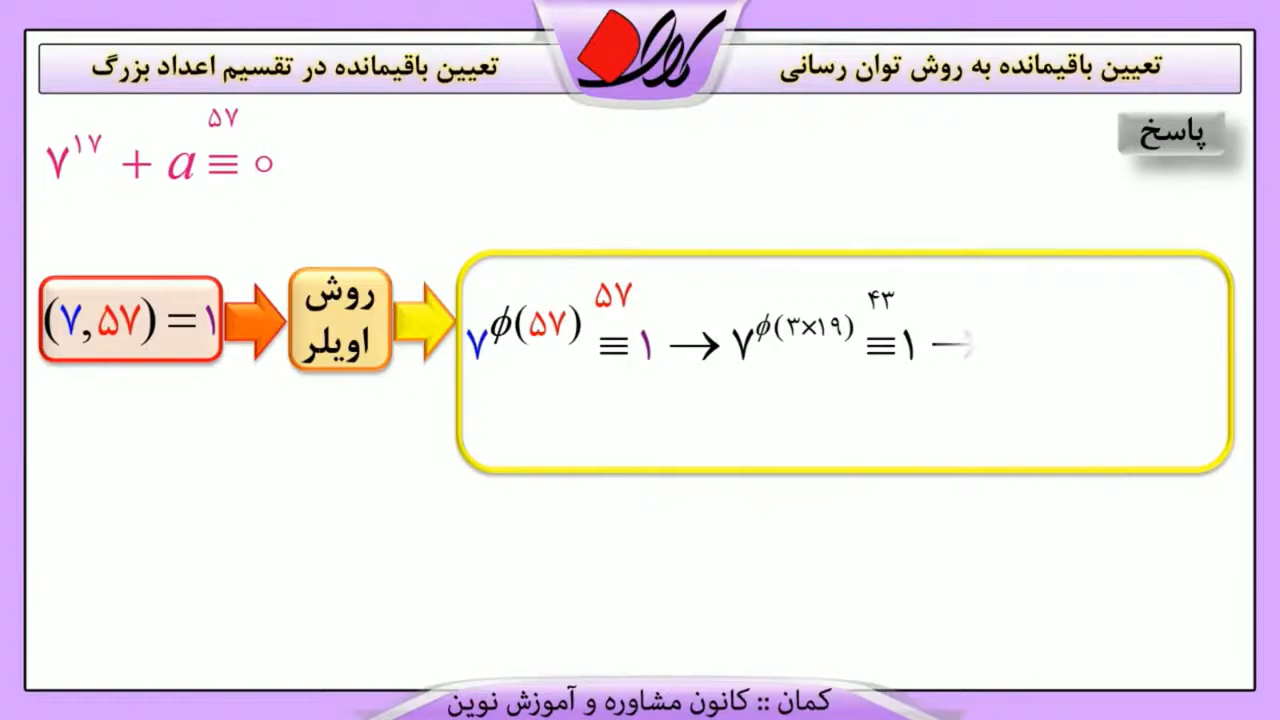 تعیین باقیمانده به روش توان رسانی
تعیین باقیمانده در تقسیم اعداد بزرگ
کمان
پاسخ
۷^۱۷ + a ≡^۵۷ ۰
(۷,۵۷) = ۱
روش
اویلر
۷^ϕ(۵۷) ≡^۵۷ ۱ → ۷^ϕ(۳×۱۹) ≡^۴۳ ۱ →
کمان :: کانون مشاوره و آموزش نوین